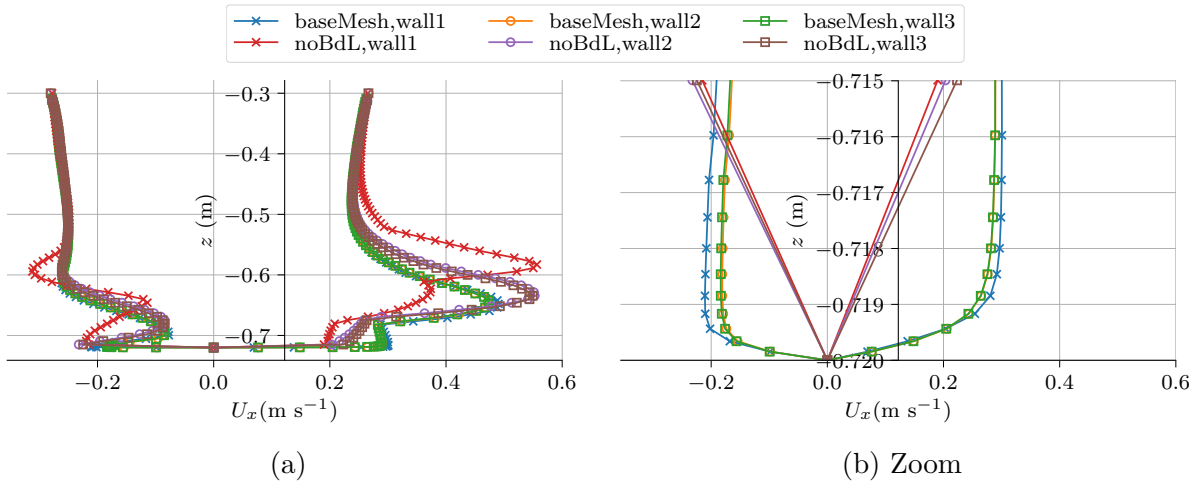 baseMesh,wall1 baseMesh,wall2 baseMesh,wall3
noBdL,wall1 noBdL,wall2 noBdL,wall3
−0.3
−0.4
−0.5
−0.6
−0.7
z (m)
−0.2 0.0 0.2 0.4 0.6
U_x(m s⁻¹)
(a)
−0.715
−0.716
−0.717
−0.718
−0.719
−0.720
z (m)
−0.2 0.0 0.2 0.4 0.6
U_x(m s⁻¹)
(b) Zoom